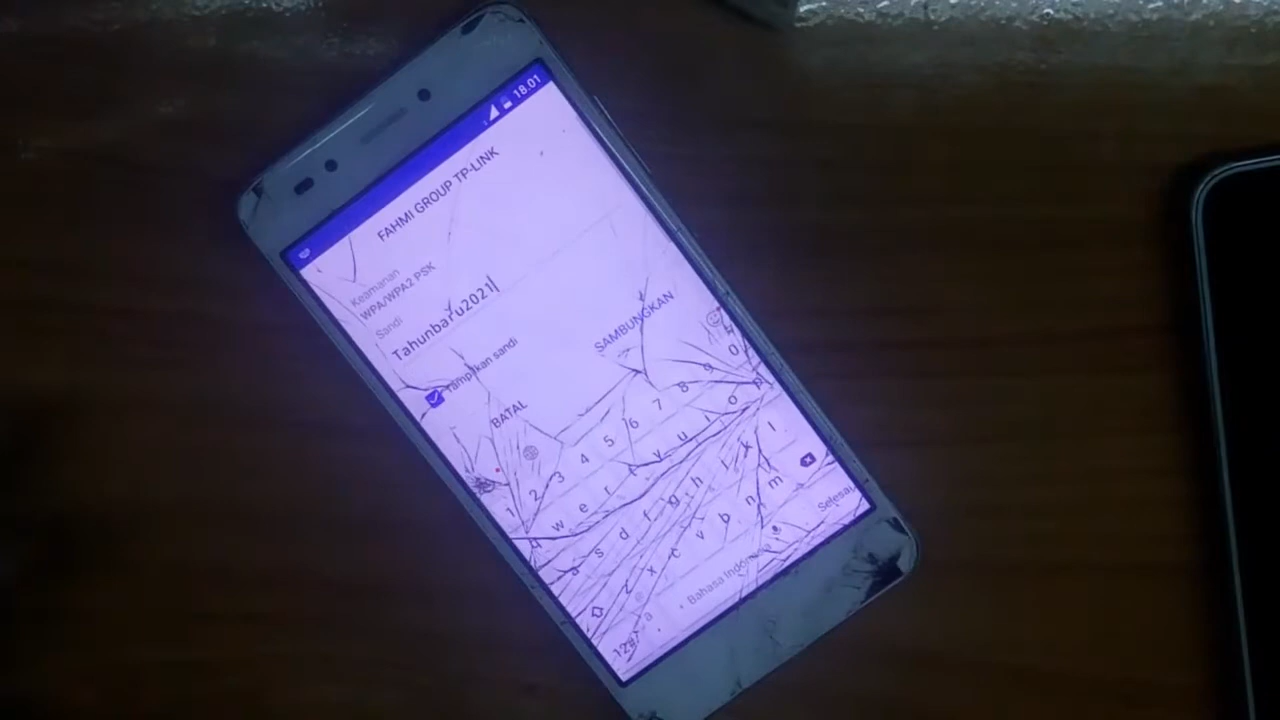 18.01
FAHMI GROUP TP-LINK
Keamanan
WPA/WPA2 PSK
Sandi
Tahunbaru2021
Tampilkan sandi
BATAL
SAMBUNGKAN
1 2 3 4 5 6 7 8 9 0
q w e r t y u i o p
a s d f g h j k l
z x c v b n m
Bahasa Indonesia
Selesai